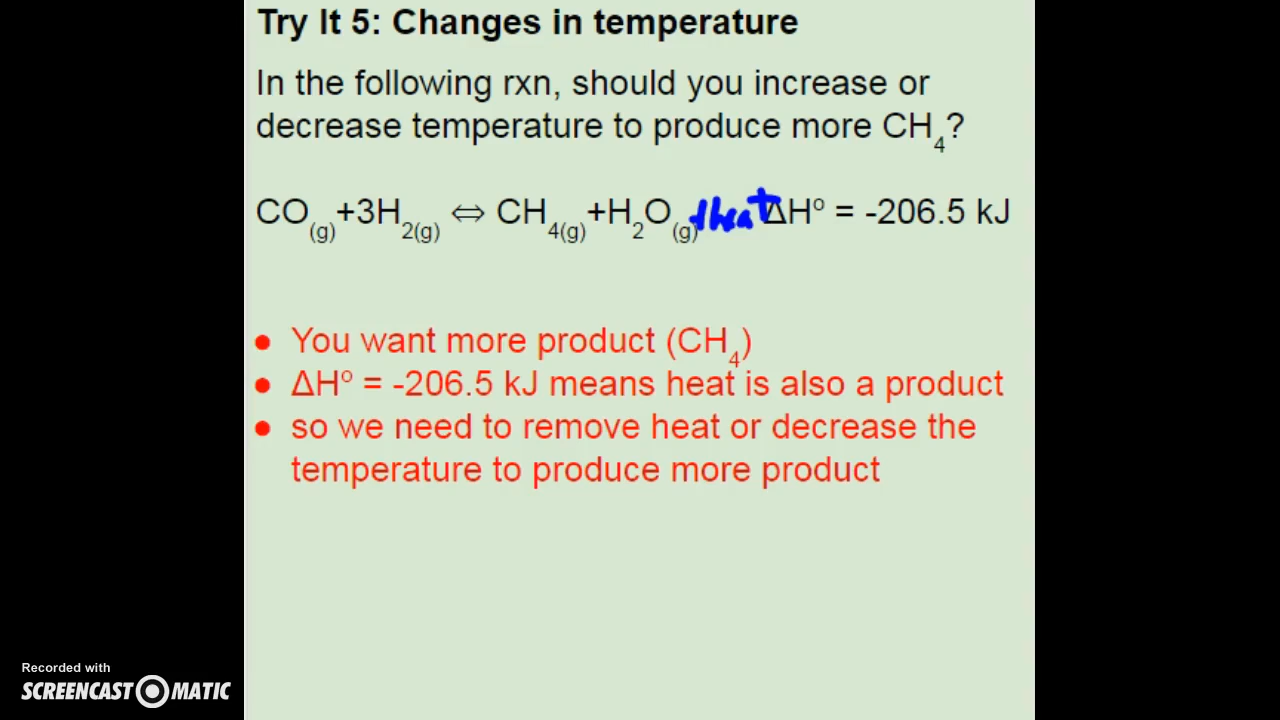 Try It 5: Changes in temperature
In the following rxn, should you increase or
decrease temperature to produce more CH₄?
CO(g)+3H₂(g) ⇔ CH₄(g)+H₂O(g)+heat ΔHº = -206.5 kJ
● You want more product (CH₄)
● ΔHº = -206.5 kJ means heat is also a product
● so we need to remove heat or decrease the
temperature to produce more product
Recorded with
SCREENCAST MATIC